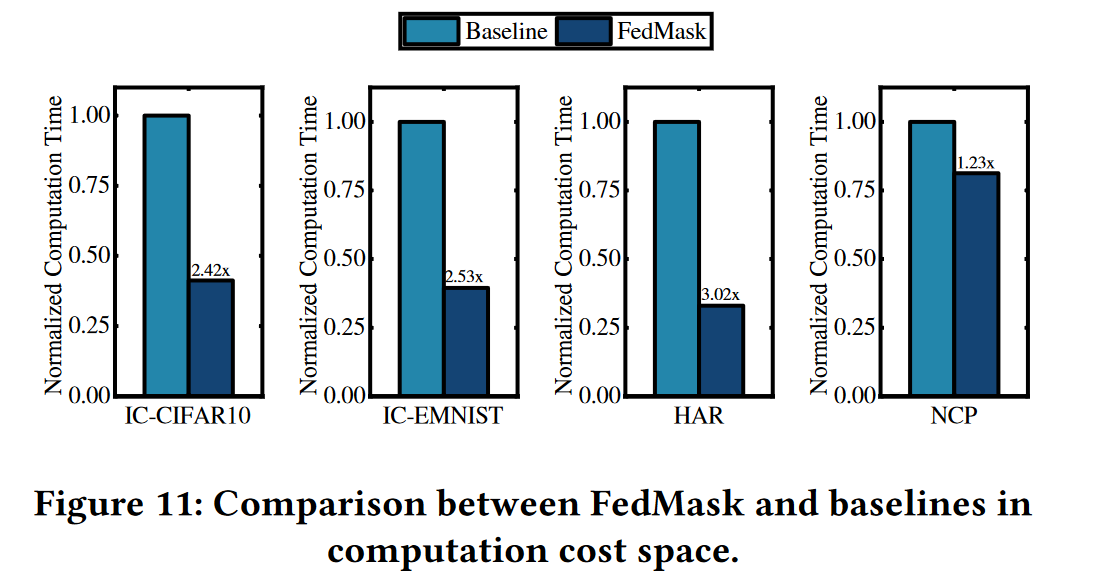 Baseline FedMask
Normalized Computation Time
1.00
0.75
0.50
0.25
0.00
2.42x
IC-CIFAR10
Normalized Computation Time
1.00
0.75
0.50
0.25
0.00
2.53x
IC-EMNIST
Normalized Computation Time
1.00
0.75
0.50
0.25
0.00
3.02x
HAR
Normalized Computation Time
1.00
0.75
0.50
0.25
0.00
1.23x
NCP
Figure 11: Comparison between FedMask and baselines in
computation cost space.